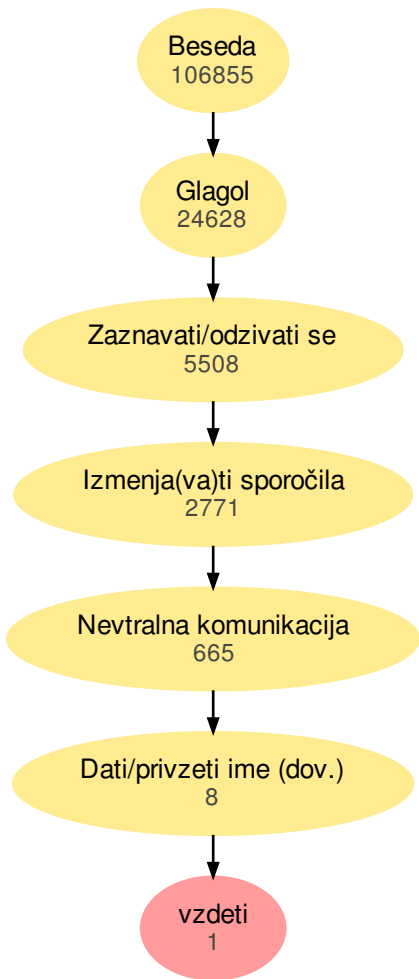 Beseda
106855
Glagol
24628
Zaznavati/odzivati se
5508
Izmenja(va)ti sporočila
2771
Nevtralna komunikacija
665
Dati/privzeti ime (dov.)
8
vzdeti
1